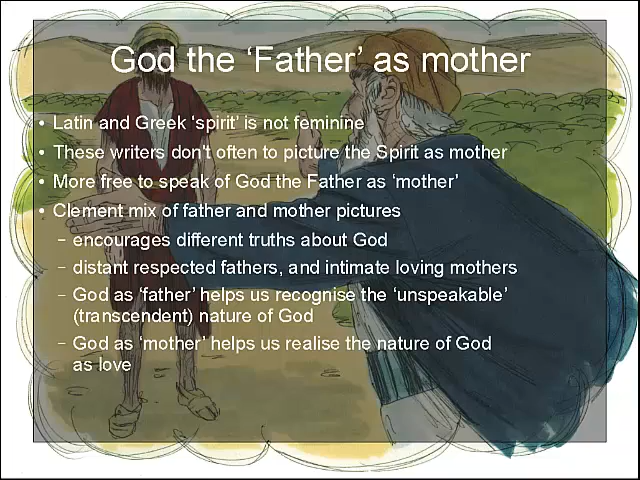 God the ‘Father’ as mother
• Latin and Greek ‘spirit’ is not feminine
• These writers don't often to picture the Spirit as mother
• More free to speak of God the Father as ‘mother’
• Clement mix of father and mother pictures
– encourages different truths about God
– distant respected fathers, and intimate loving mothers
– God as ‘father’ helps us recognise the ‘unspeakable’
(transcendent) nature of God
– God as ‘mother’ helps us realise the nature of God
as love